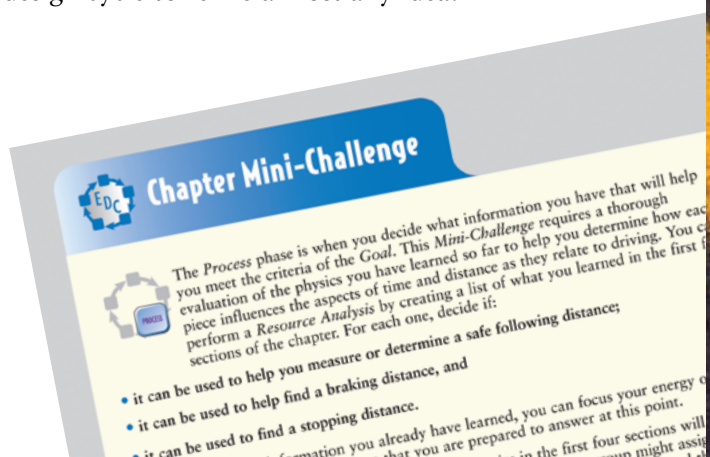 EDC
Chapter Mini-Challenge
The Process phase is when you decide what information you have that will help
you meet the criteria of the Goal. This Mini-Challenge requires a thorough
evaluation of the physics you have learned so far to help you determine how
piece influences the aspects of time and distance as they relate to driving. You
perform a Resource Analysis by creating a list of what you learned in the first
sections of the chapter. For each one, decide if:
PROCESS
• it can be used to help you measure or determine a safe following distance;
• it can be used to help find a braking distance, and
• it can be used to find a stopping distance.
you already have learned, you can focus your energy
that you are prepared to answer at this point.
in the first four sections will
might